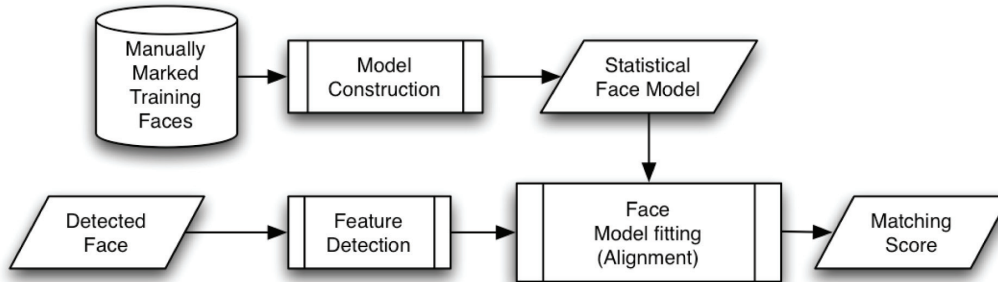 Manually
Marked
Training
Faces
Model
Construction
Statistical
Face Model
Detected
Face
Feature
Detection
Face
Model fitting
(Alignment)
Matching
Score